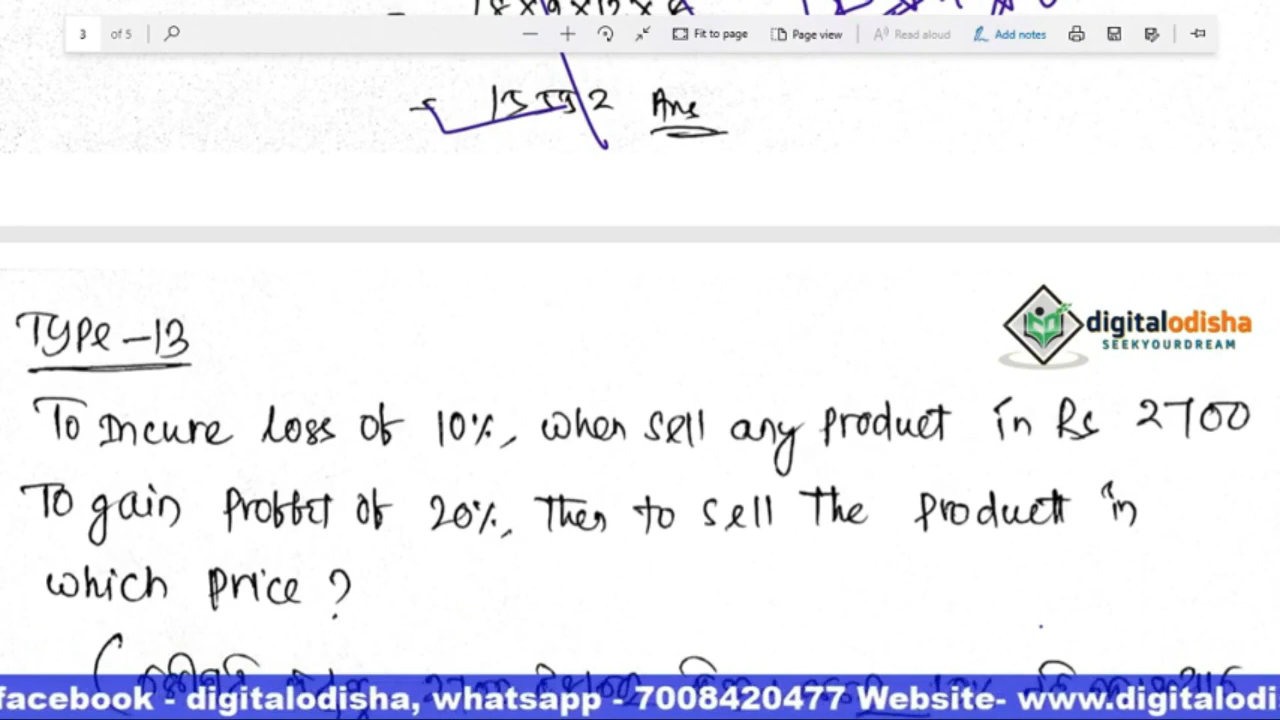 3 of 5 Fit to page Page view Read aloud Add notes
Ans
TYPE-13
digitalodisha
SEEKYOURDREAM
To Incure loss of 10%, when sell any product in Rs 2700
To gain Profit of 20%, Then to sell The product in
which price ?
facebook - digitalodisha, whatsapp - 7008420477 Website- www.digitalodi